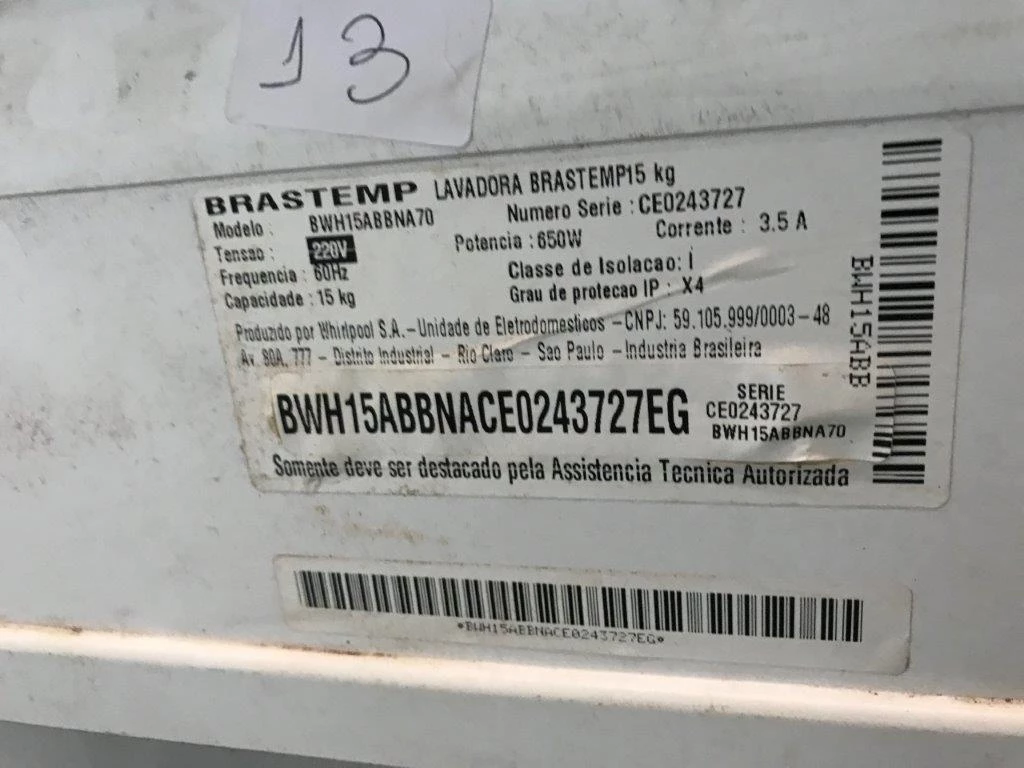 13
BRASTEMP LAVADORA BRASTEMP15 kg
Modelo : BWH15ABBNA70 Numero Serie : CE0243727
Tensao : 220V Potencia : 650W Corrente : 3.5 A
Frequencia : 60Hz Classe de Isolacao: I
Capacidade : 15 kg Grau de protecao IP : X4
Produzido por Whirlpool S.A.-Unidade de Eletrodomesticos -CNPJ: 59.105.999/0003-48
Av. 80A, 777 - Distrito Industrial - Rio Claro - Sao Paulo - Industria Brasileira
BWH15ABB
BWH15ABBNACE0243727EG
SERIE
CE0243727
BWH15ABBNA70
Somente deve ser destacado pela Assistencia Tecnica Autorizada
*BWH15ABBNACE0243727EG*